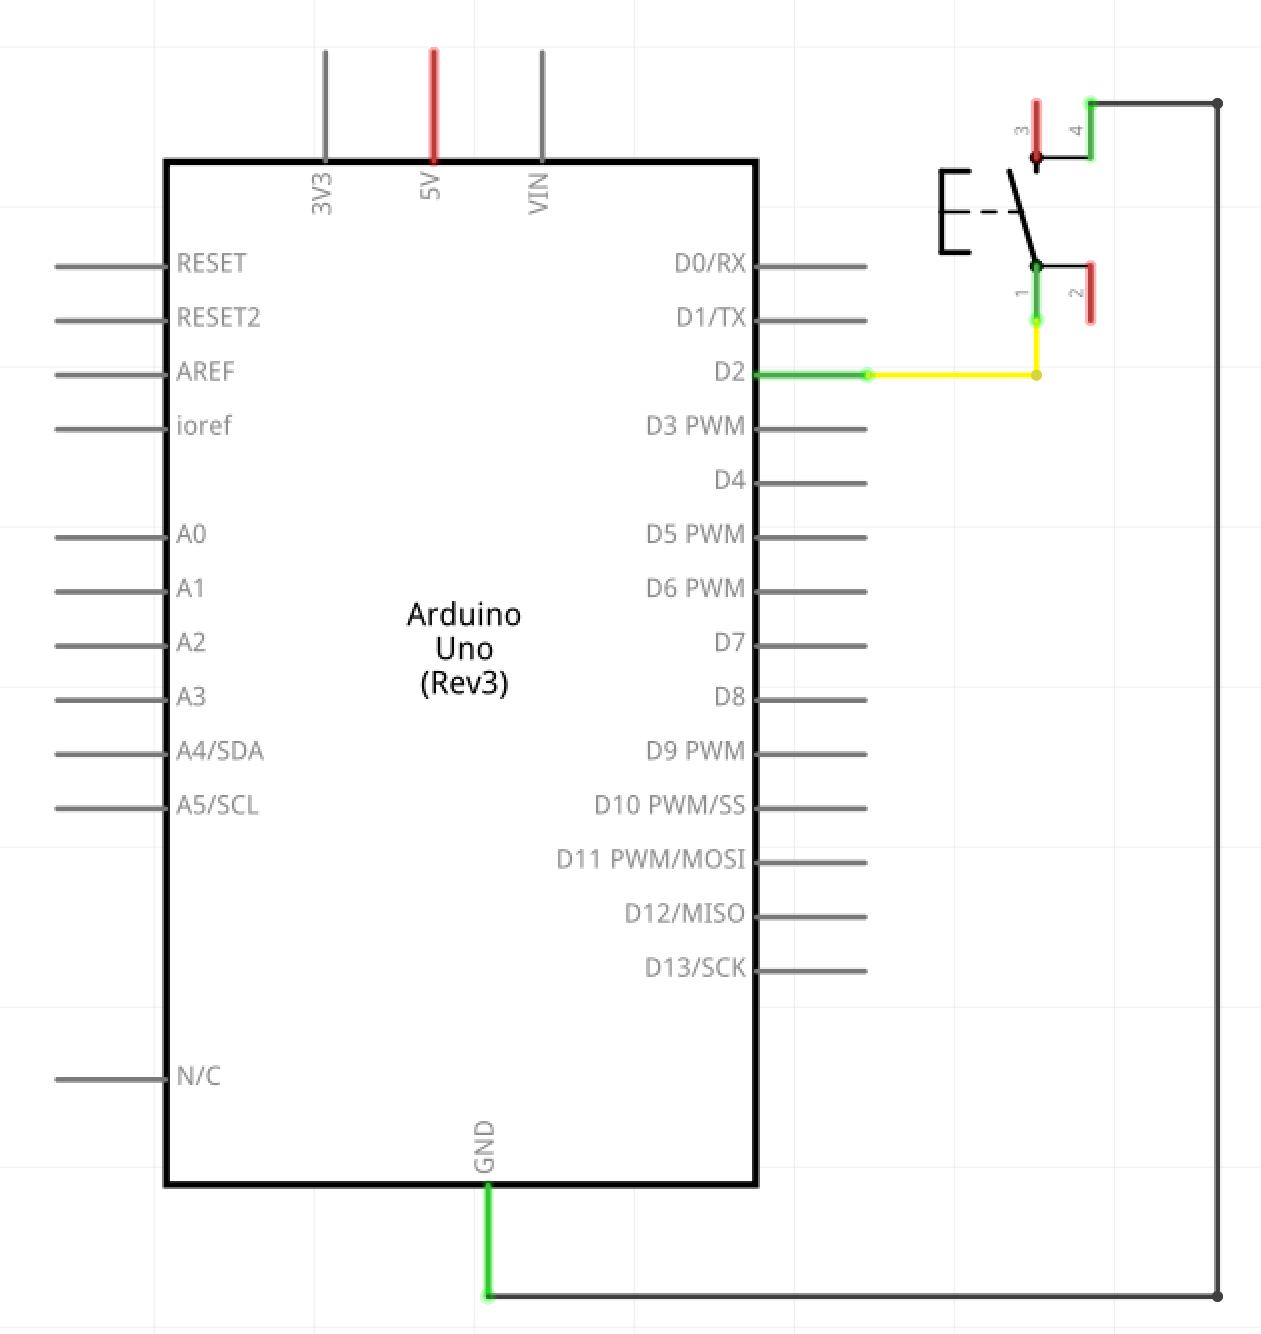 3V3
5V
VIN
3
4
RESET
D0/RX
1
2
RESET2
D1/TX
AREF
D2
ioref
D3 PWM
D4
A0
D5 PWM
A1
D6 PWM
Arduino
Uno
(Rev3)
A2
D7
A3
D8
A4/SDA
D9 PWM
A5/SCL
D10 PWM/SS
D11 PWM/MOSI
D12/MISO
D13/SCK
N/C
GND